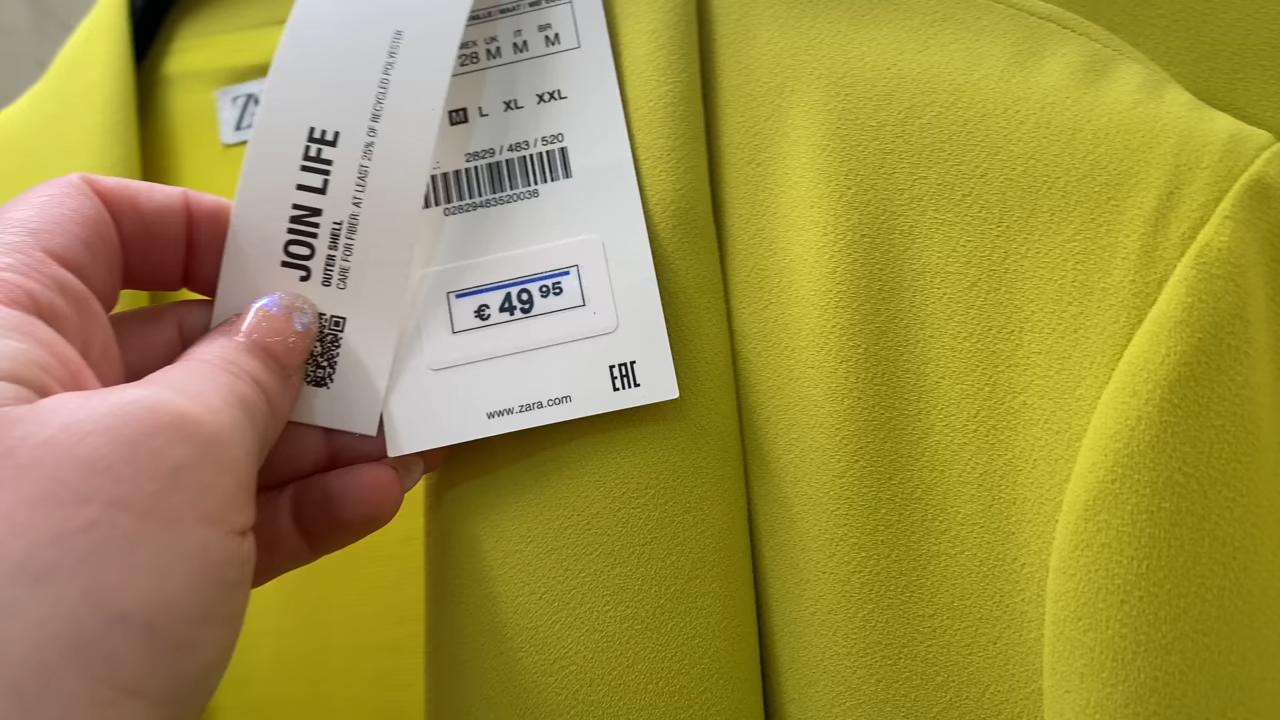 JOIN LIFE
OUTER SHELL
CARE FOR FIBER: AT LEAST 25% OF RECYCLED POLYESTER
MEX UK IT BR
28 M M M
M L XL XXL
2829 / 483 / 520
02829483520038
€ 49 95
www.zara.com
EAC